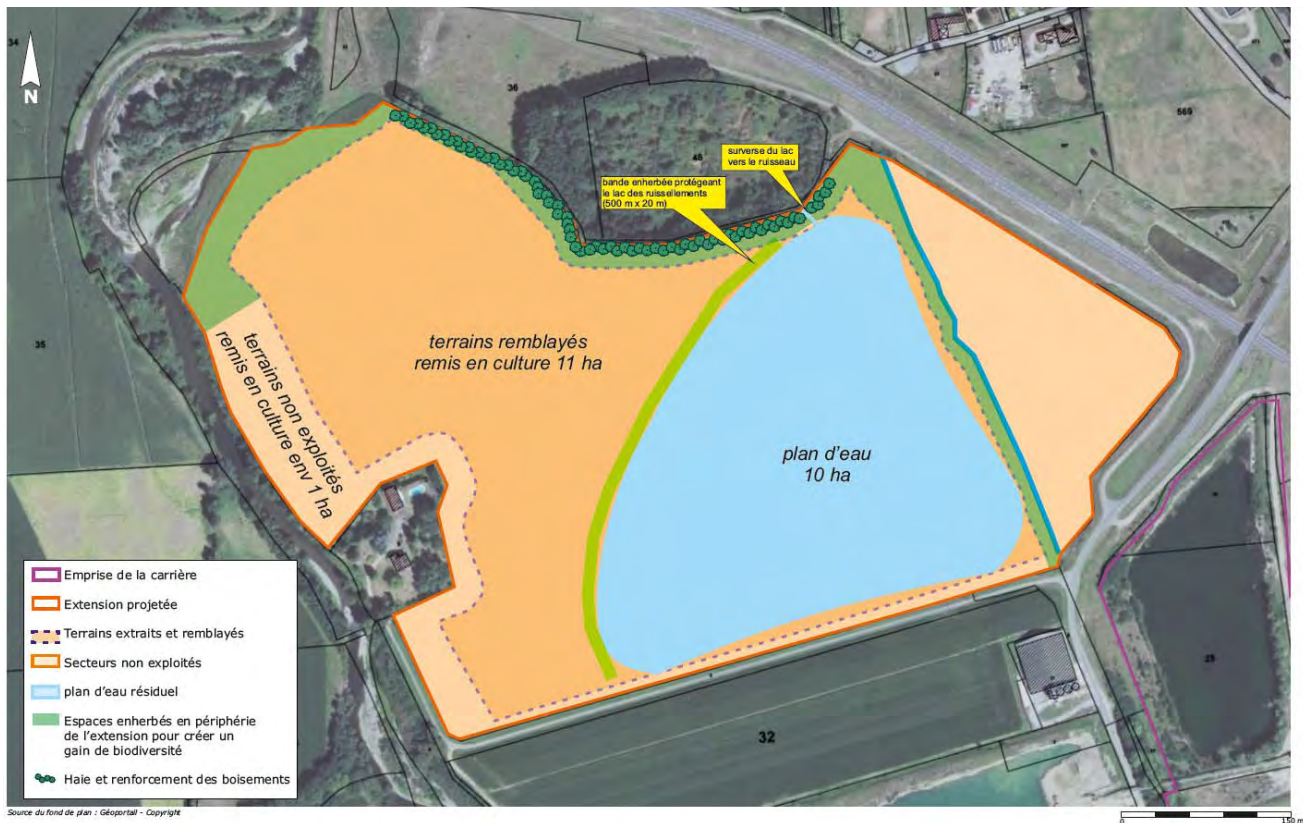 N
34
36
46
569
35
surverse du lac
vers le ruisseau
bande enherbée protégeant
le lac des ruissellements
(500 m x 20 m)
terrains remblayés
remis en culture 11 ha
terrains non exploités
remis en culture env 1 ha
plan d'eau
10 ha
32
25
Emprise de la carrière
Extension projetée
Terrains extraits et remblayés
Secteurs non exploités
plan d'eau résiduel
Espaces enherbés en périphérie
de l'extension pour créer un
gain de biodiversité
Haie et renforcement des boisements
Source du fond de plan : Géoportail - Copyright
0 150 m